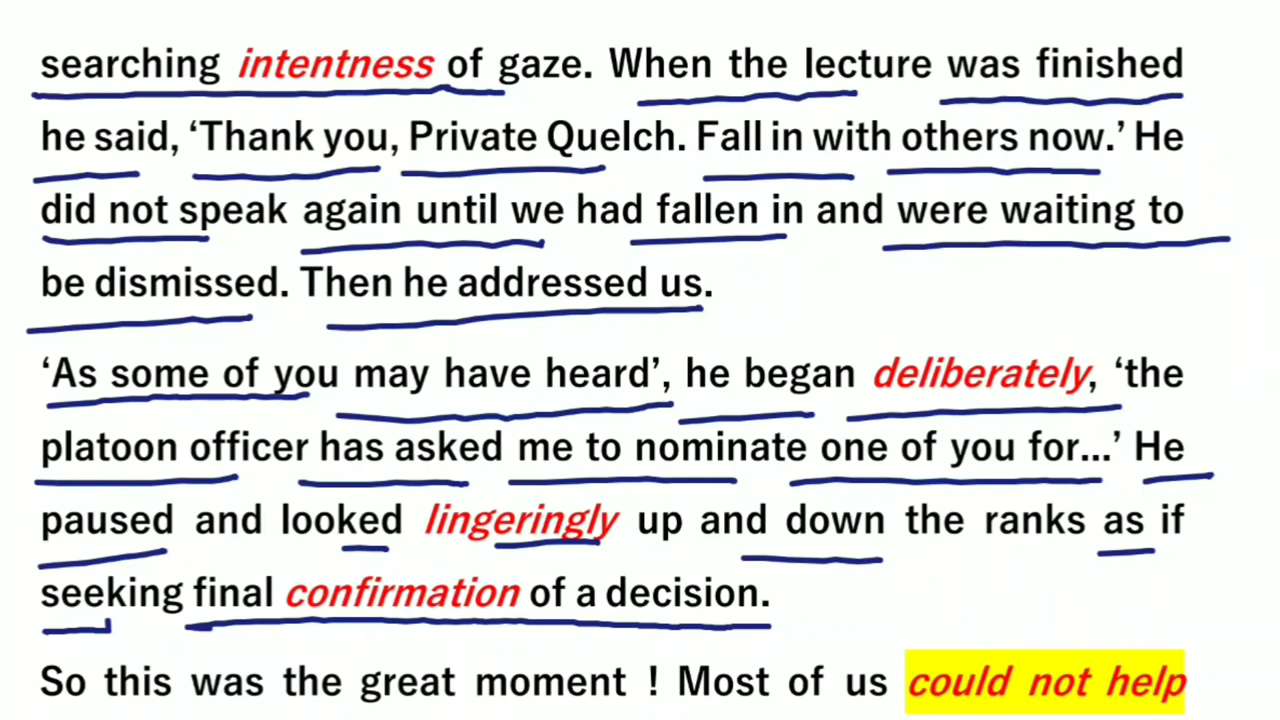 searching intentness of gaze. When the lecture was finished
he said, ‘Thank you, Private Quelch. Fall in with others now.’ He
did not speak again until we had fallen in and were waiting to
be dismissed. Then he addressed us.
‘As some of you may have heard’, he began deliberately, ‘the
platoon officer has asked me to nominate one of you for...’ He
paused and looked lingeringly up and down the ranks as if
seeking final confirmation of a decision.
So this was the great moment ! Most of us could not help